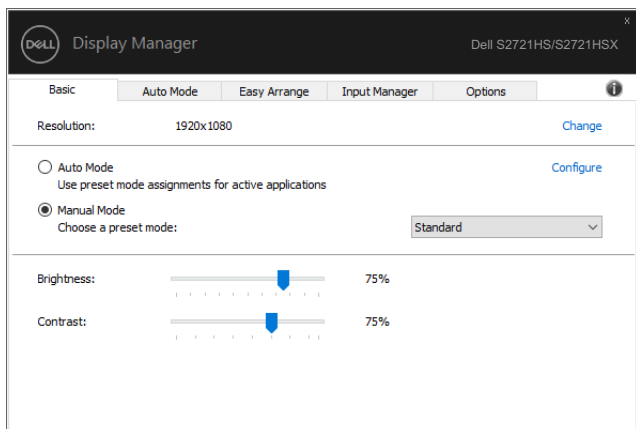 DELL Display Manager Dell S2721HS/S2721HSX
x
Basic Auto Mode Easy Arrange Input Manager Options i
Resolution: 1920x1080 Change
Auto Mode Configure
Use preset mode assignments for active applications
Manual Mode
Choose a preset mode: Standard
Brightness: 75%
Contrast: 75%